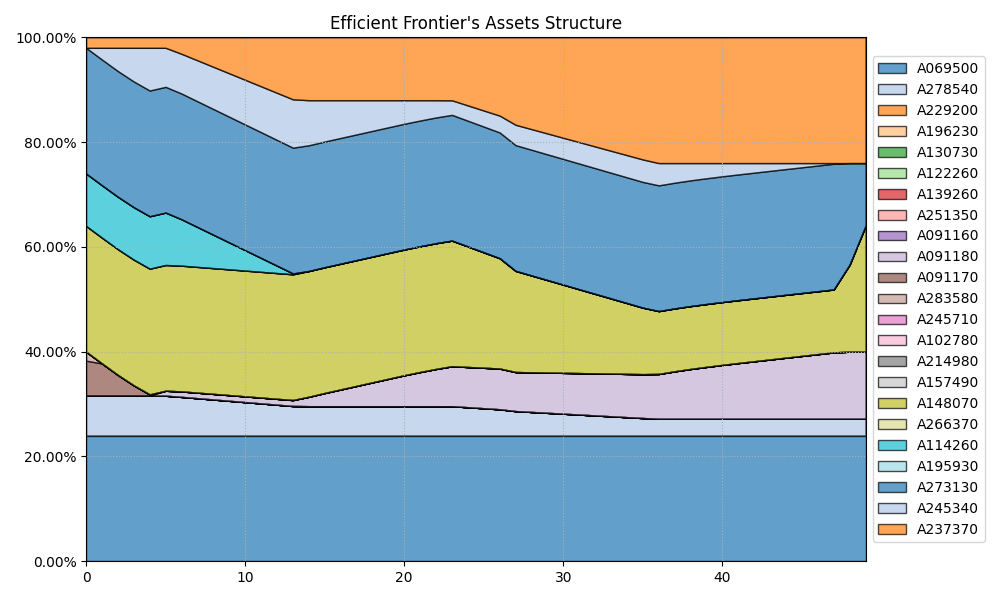 Efficient Frontier's Assets Structure
100.00%
80.00%
60.00%
40.00%
20.00%
0.00%
0
10
20
30
40
A069500
A278540
A229200
A196230
A130730
A122260
A139260
A251350
A091160
A091180
A091170
A283580
A245710
A102780
A214980
A157490
A148070
A266370
A114260
A195930
A273130
A245340
A237370